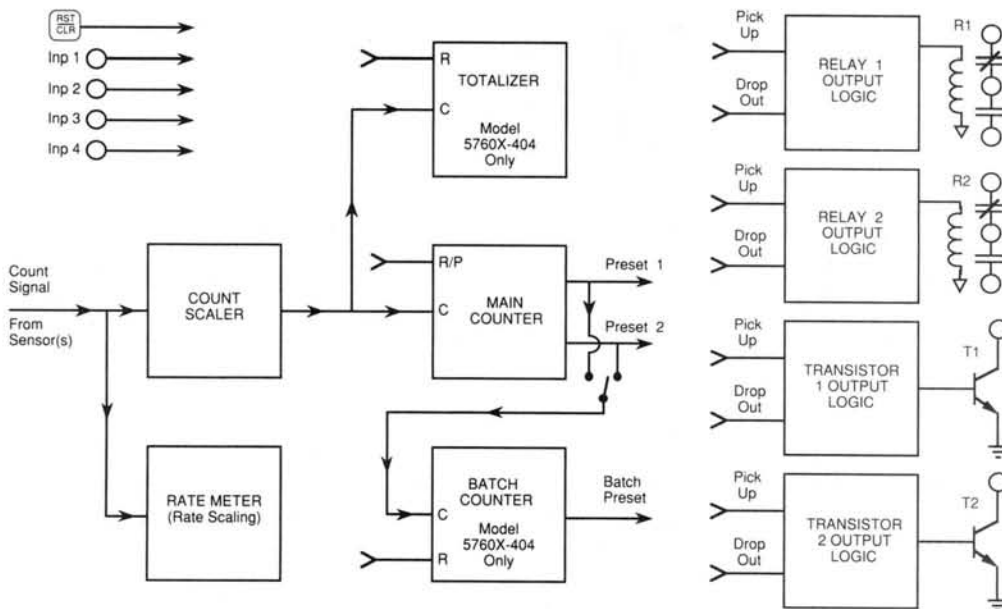 RST
CLR
Inp 1
Inp 2
Inp 3
Inp 4
R
TOTALIZER
C
Model
5760X-404
Only
Count
Signal
From
Sensor(s)
COUNT
SCALER
R/P
C
MAIN
COUNTER
Preset 1
Preset 2
RATE METER
(Rate Scaling)
BATCH
COUNTER
C
Model
5760X-404
Only
R
Batch
Preset
Pick
Up
Drop
Out
RELAY 1
OUTPUT
LOGIC
R1
Pick
Up
Drop
Out
RELAY 2
OUTPUT
LOGIC
R2
Pick
Up
Drop
Out
TRANSISTOR
1 OUTPUT
LOGIC
T1
Pick
Up
Drop
Out
TRANSISTOR
2 OUTPUT
LOGIC
T2